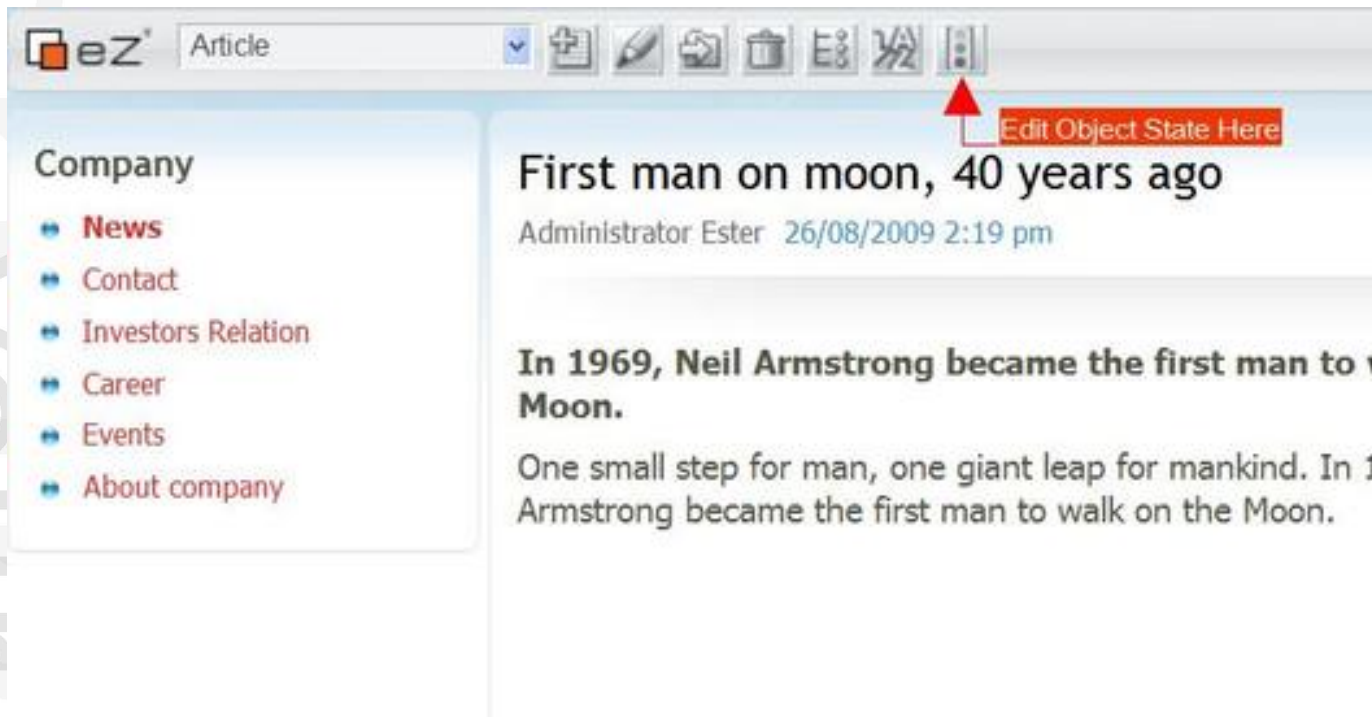 eZ
Article
Edit Object State Here
Company
News
Contact
Investors Relation
Career
Events
About company
First man on moon, 40 years ago
Administrator Ester 26/08/2009 2:19 pm
In 1969, Neil Armstrong became the first man to
Moon.
One small step for man, one giant leap for mankind. In
Armstrong became the first man to walk on the Moon.